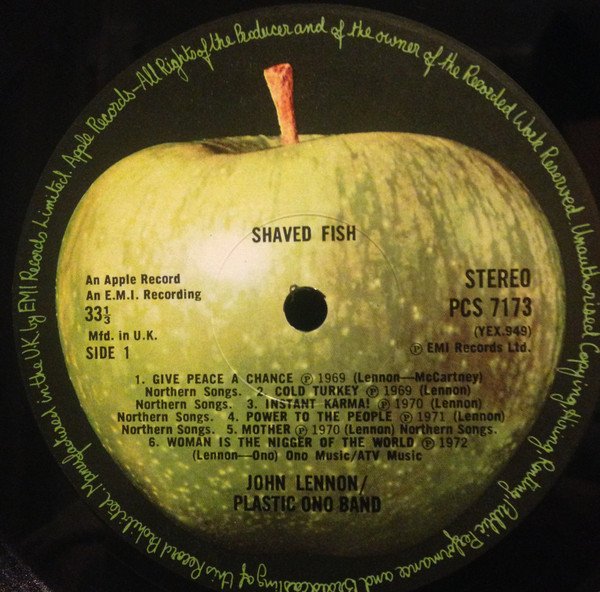 Manufactured in the U.K. by EMI Records Limited. Apple Records—All Rights of the Producer and of the owner of the Recorded Work Reserved. Unauthorised Copying, Hiring, Lending, Public Performance and Broadcasting of this Record Prohibited.
SHAVED FISH
An Apple Record
An E.M.I. Recording
33⅓
Mfd. in U.K.
SIDE 1
STEREO
PCS 7173
(YEX.949)
℗ EMI Records Ltd.
1. GIVE PEACE A CHANCE ℗ 1969 (Lennon—McCartney)
Northern Songs. 2. COLD TURKEY ℗ 1969 (Lennon)
Northern Songs. 3. INSTANT KARMA! ℗ 1970 (Lennon)
Northern Songs. 4. POWER TO THE PEOPLE ℗ 1971 (Lennon)
Northern Songs. 5. MOTHER ℗ 1970 (Lennon) Northern Songs.
6. WOMAN IS THE NIGGER OF THE WORLD ℗ 1972
(Lennon—Ono) Ono Music/ATV Music
JOHN LENNON/
PLASTIC ONO BAND